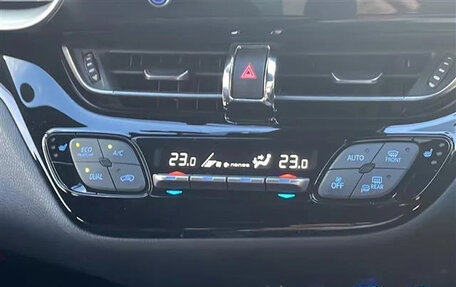 ECO A/C
23.0 nanoe 23.0
AUTO FRONT
DUAL
OFF REAR